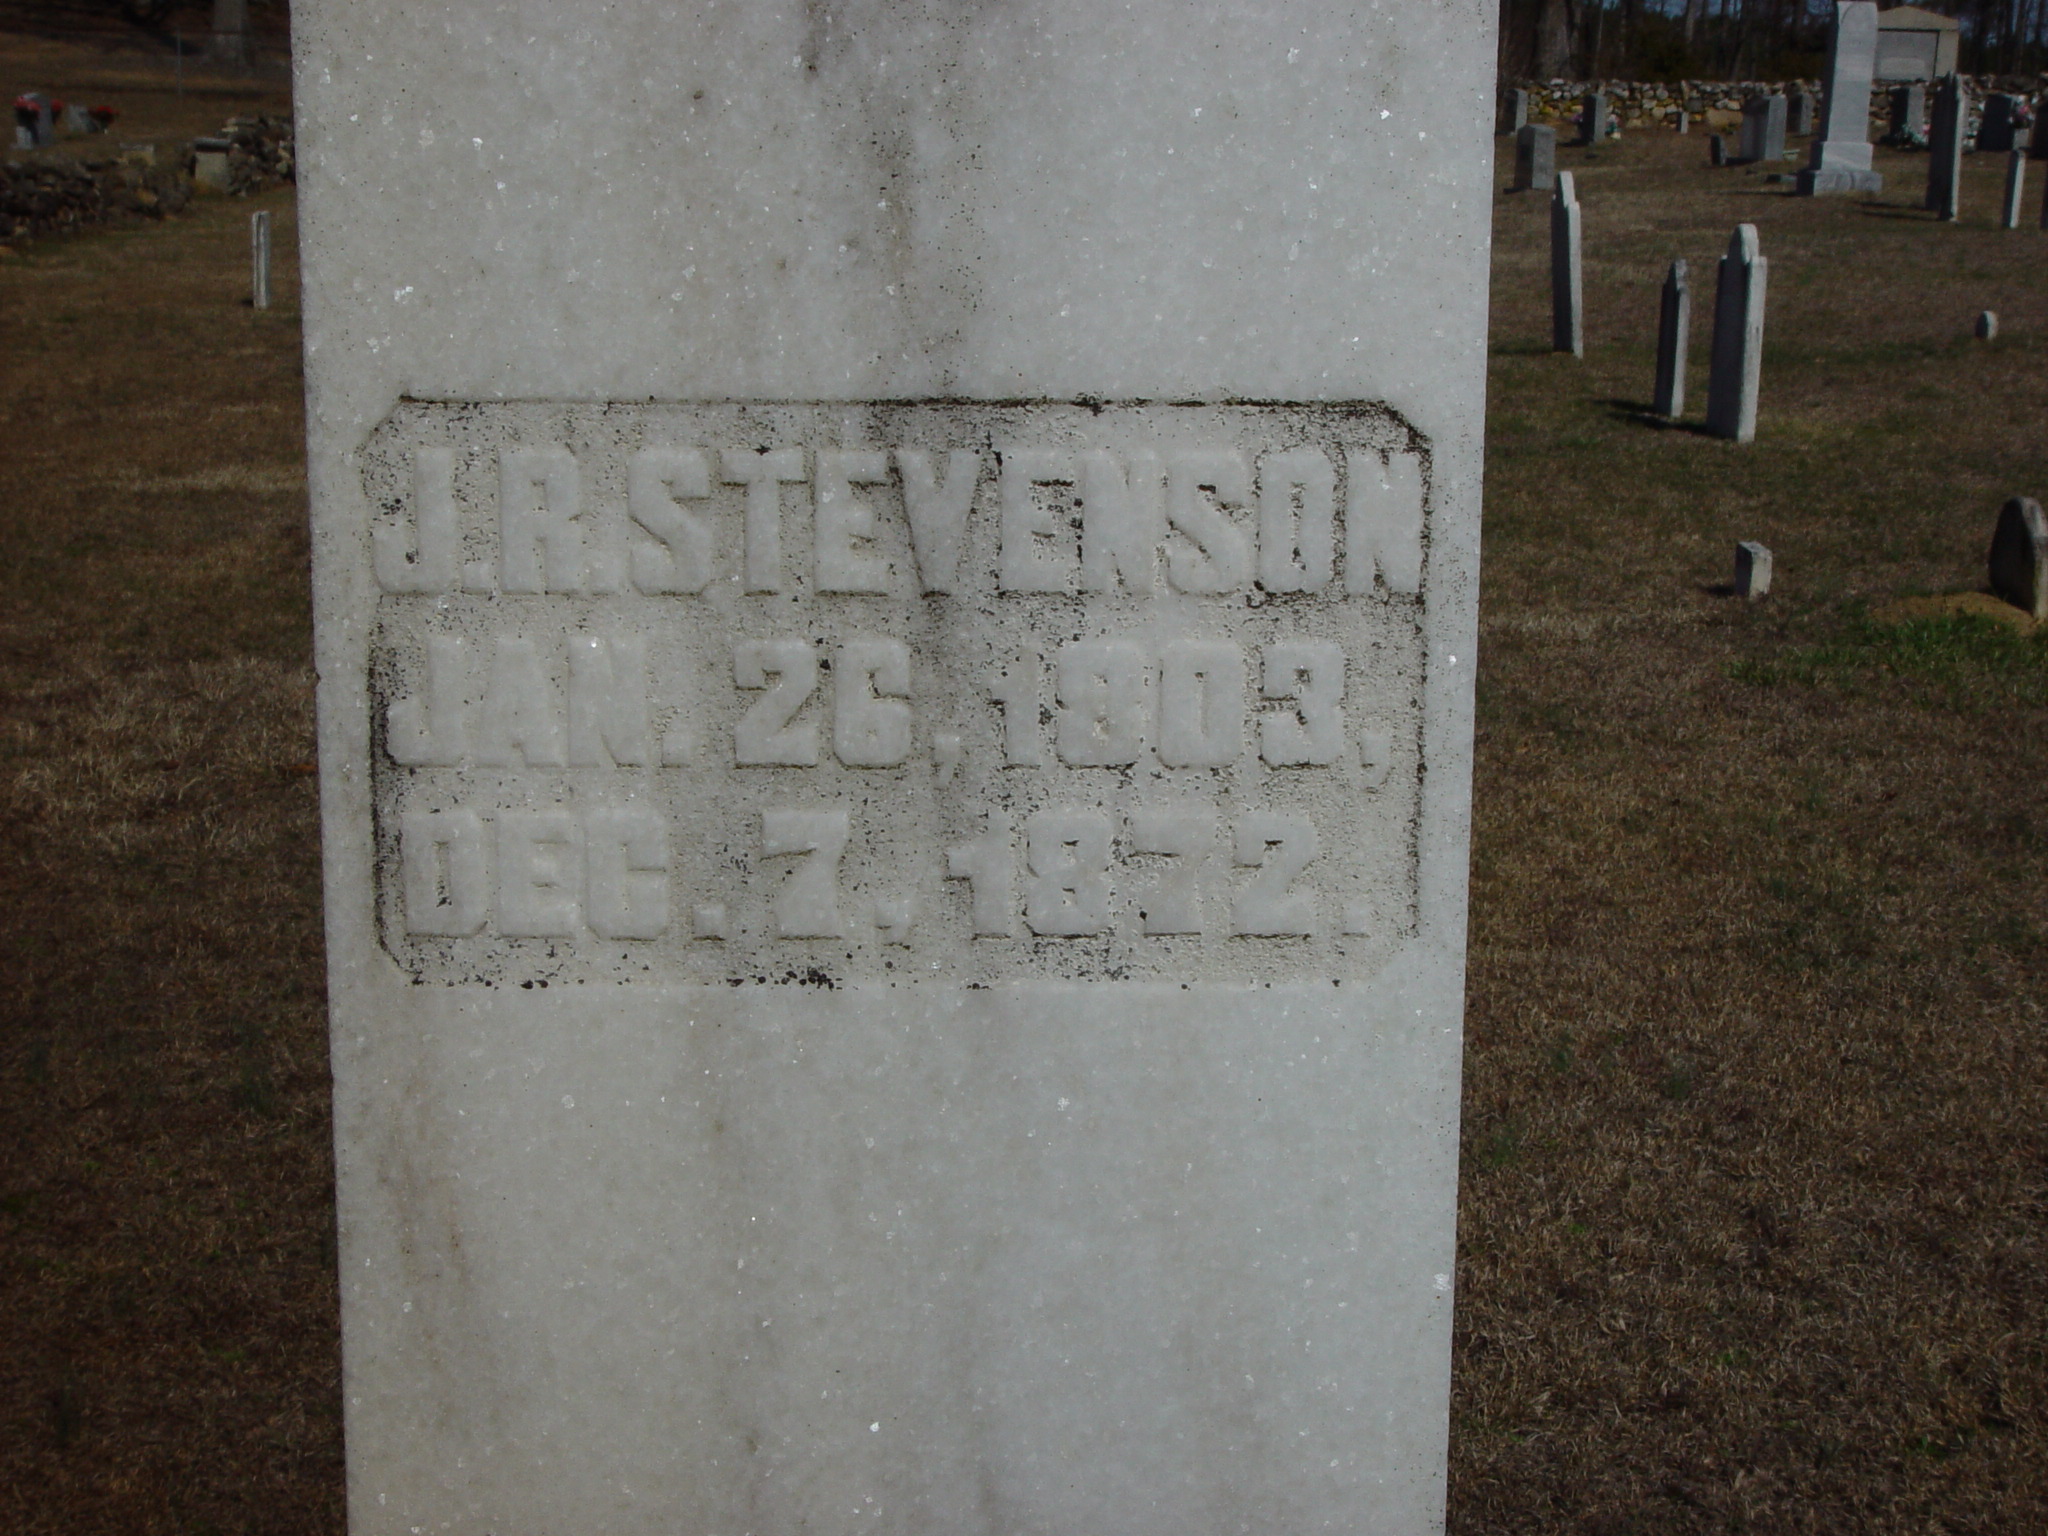 J.R.STEVENSON
JAN. 26, 1803,
DEC. 7, 1872.